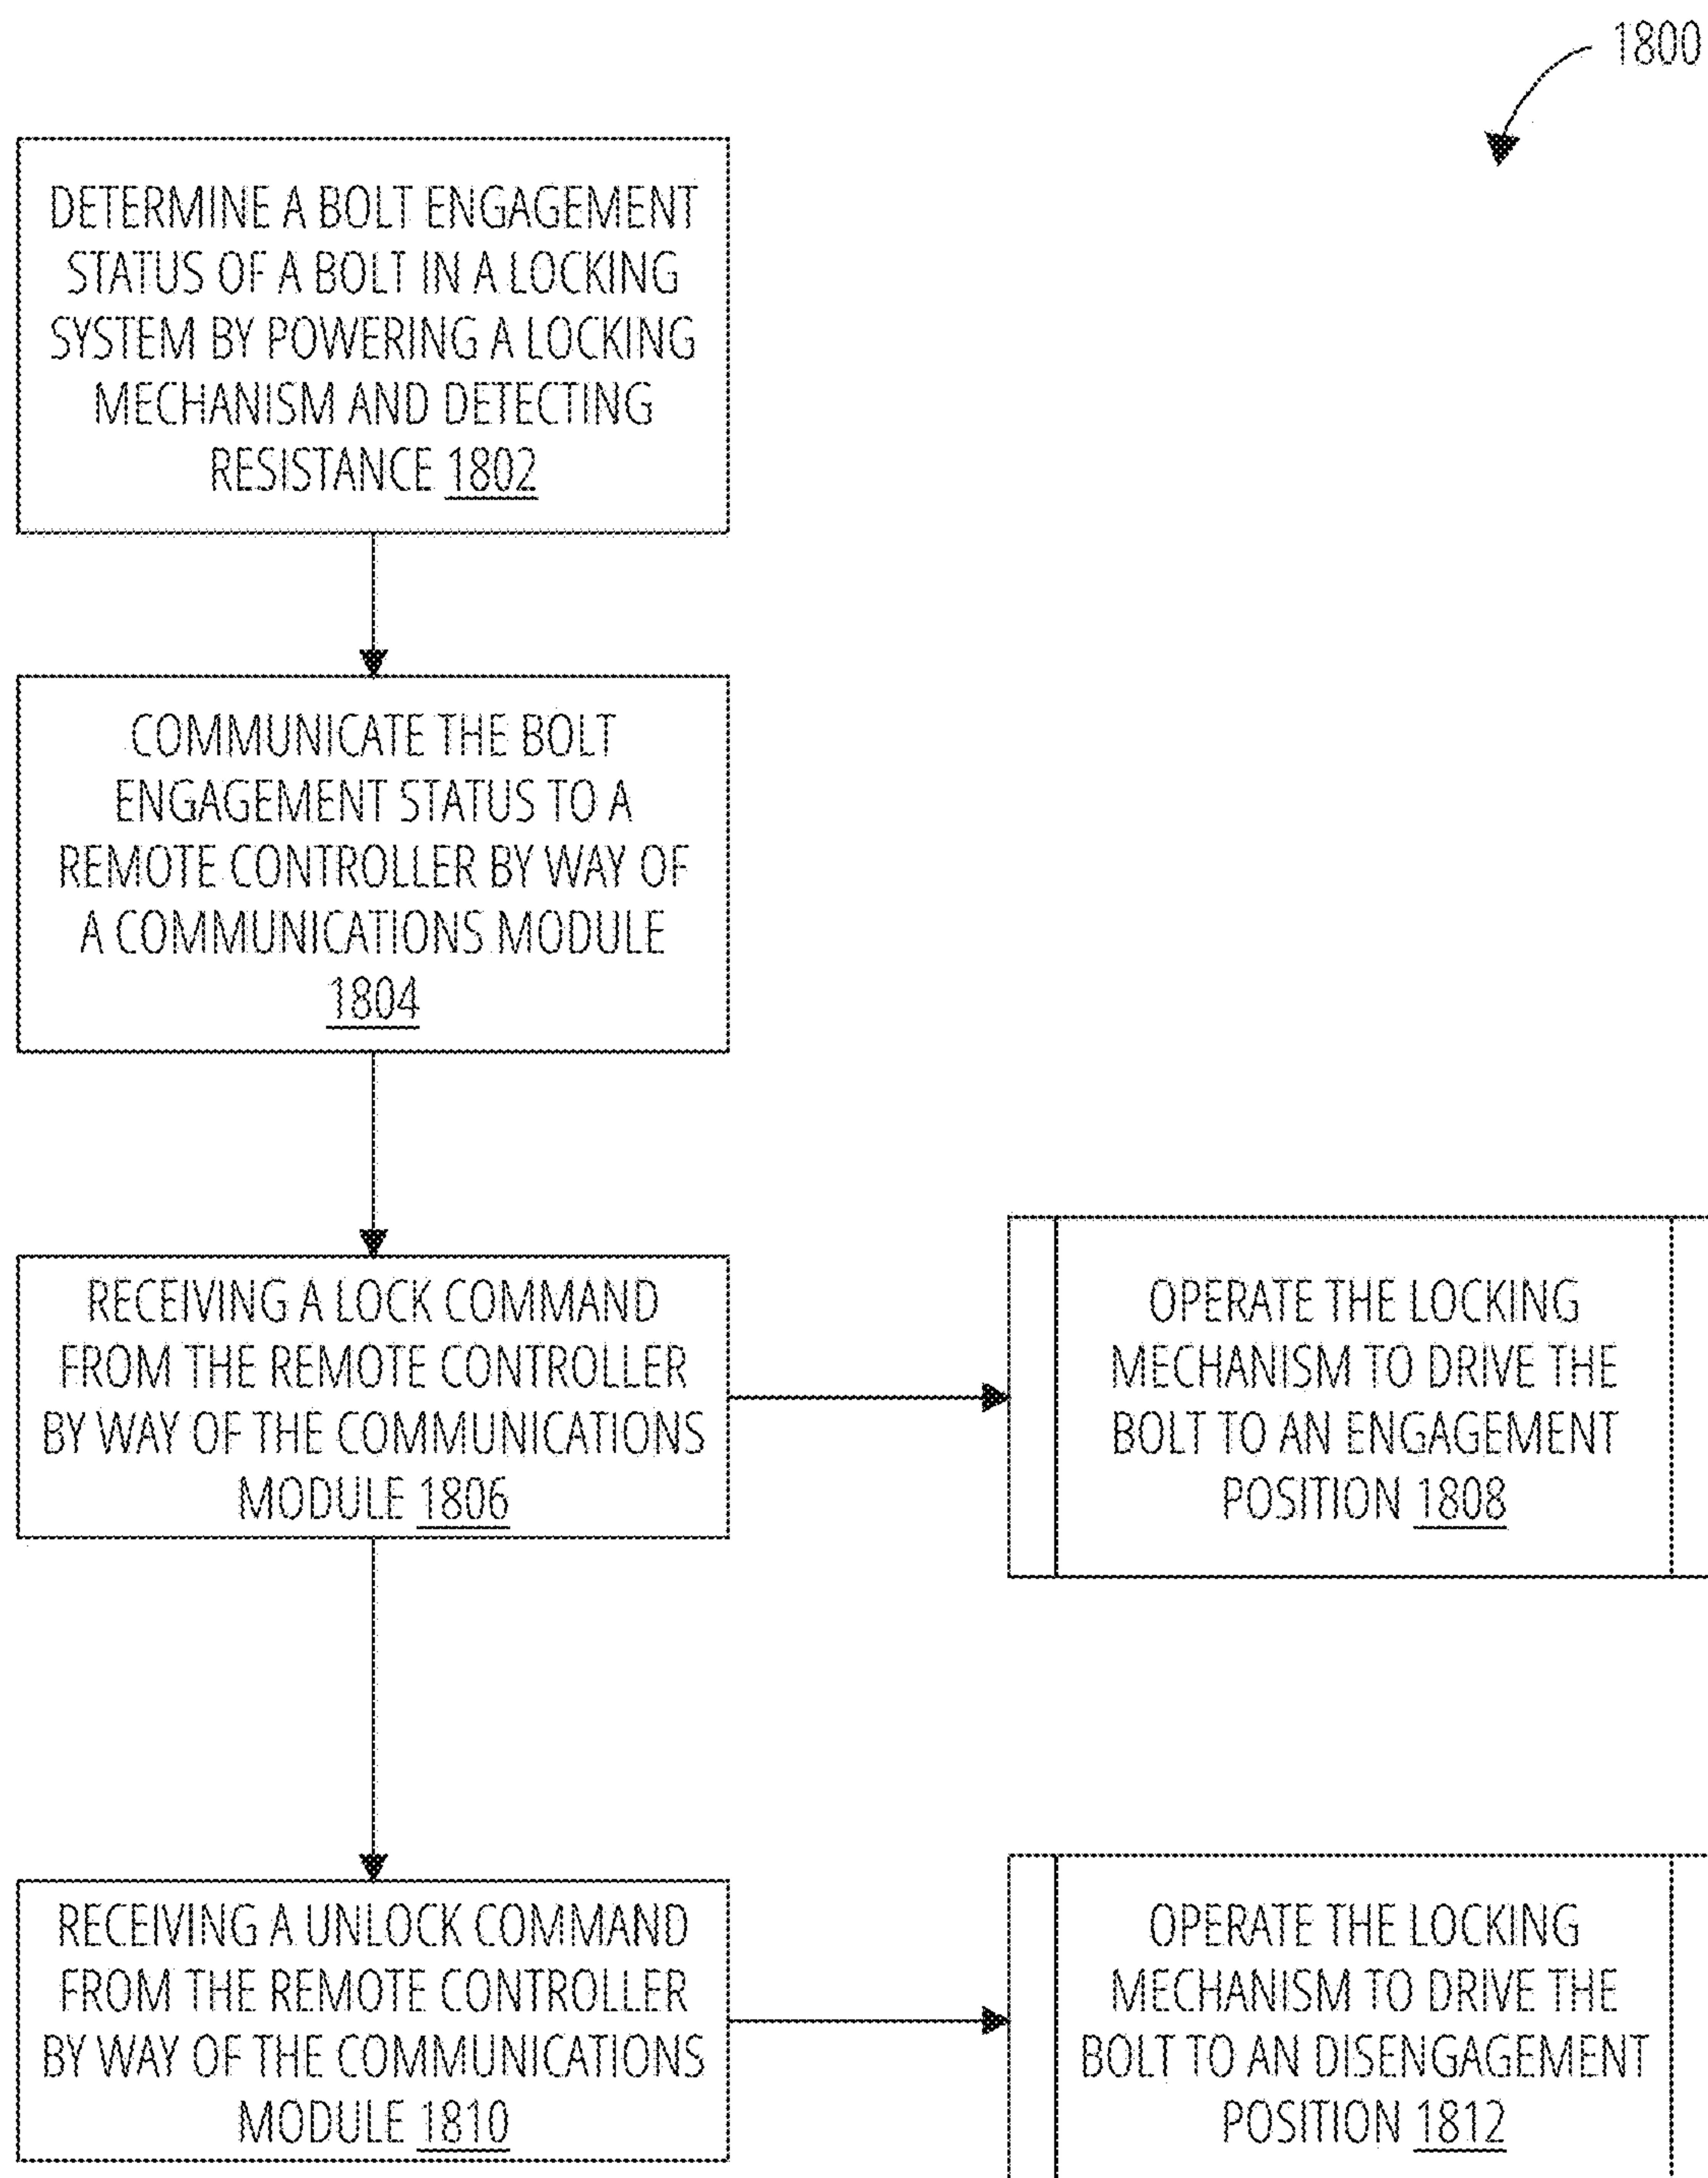 1800
DETERMINE A BOLT ENGAGEMENT
STATUS OF A BOLT IN A LOCKING
SYSTEM BY POWERING A LOCKING
MECHANISM AND DETECTING
RESISTANCE 1802
COMMUNICATE THE BOLT
ENGAGEMENT STATUS TO A
REMOTE CONTROLLER BY WAY OF
A COMMUNICATIONS MODULE
1804
RECEIVING A LOCK COMMAND
FROM THE REMOTE CONTROLLER
BY WAY OF THE COMMUNICATIONS
MODULE 1806
OPERATE THE LOCKING
MECHANISM TO DRIVE THE
BOLT TO AN ENGAGEMENT
POSITION 1808
RECEIVING A UNLOCK COMMAND
FROM THE REMOTE CONTROLLER
BY WAY OF THE COMMUNICATIONS
MODULE 1810
OPERATE THE LOCKING
MECHANISM TO DRIVE THE
BOLT TO AN DISENGAGEMENT
POSITION 1812